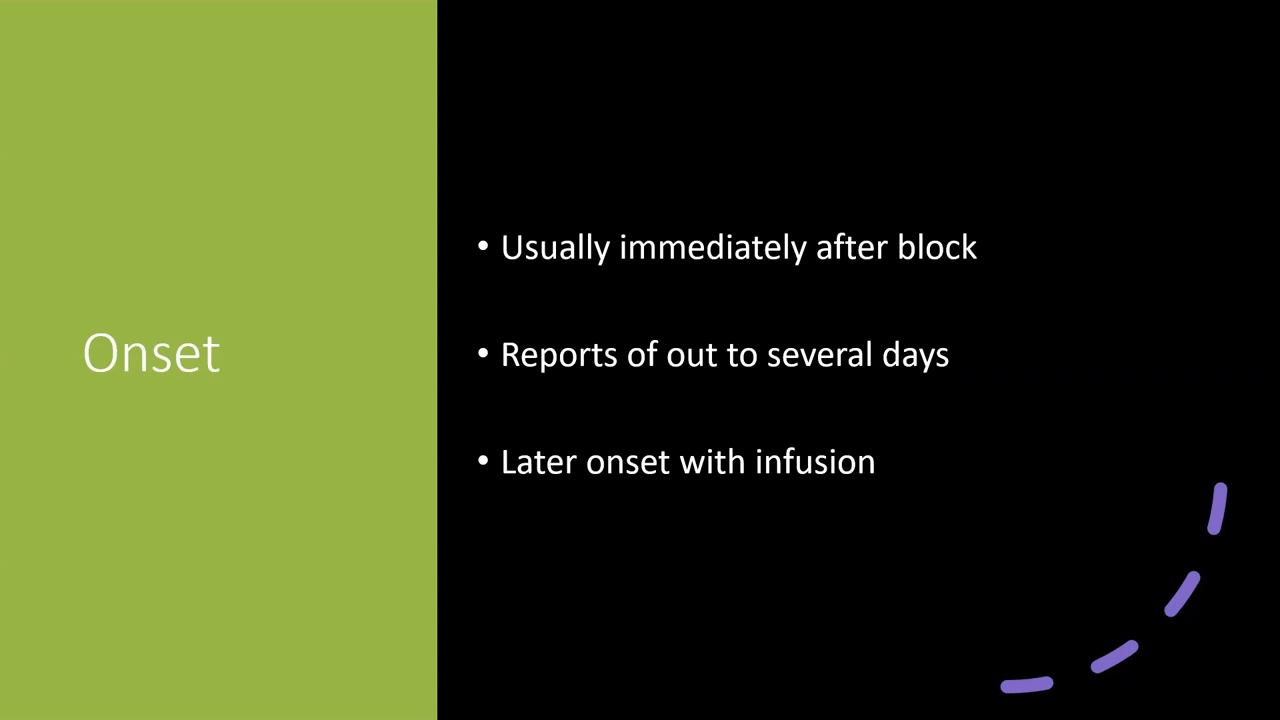 Onset
• Usually immediately after block
• Reports of out to several days
• Later onset with infusion